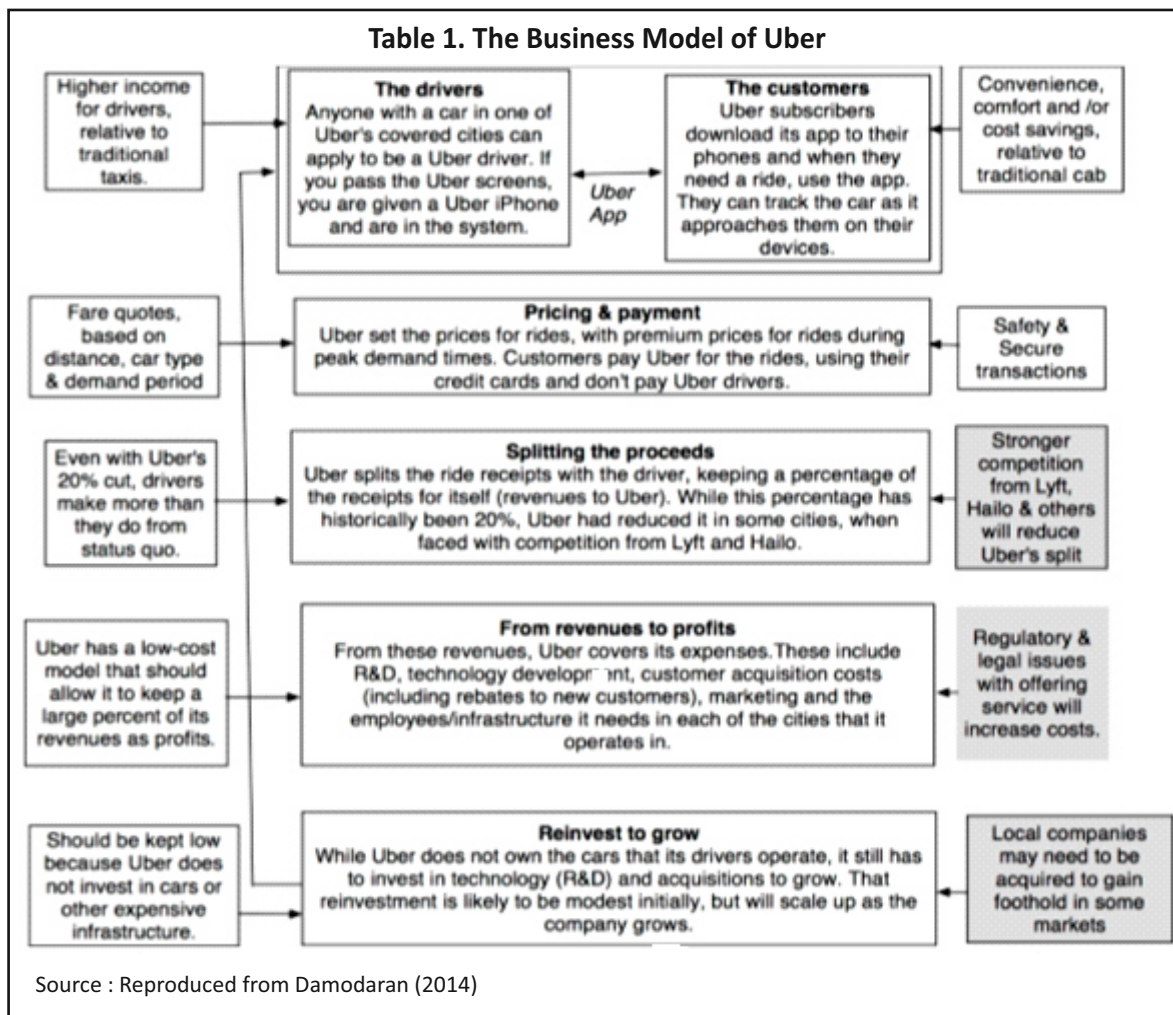 Table 1. The Business Model of Uber
Higher income
for drivers,
relative to
traditional
taxis.
The drivers
Anyone with a car in one of
Uber's covered cities can
apply to be a Uber driver. If
you pass the Uber screens,
you are given a Uber iPhone
and are in the system.
Uber
App
The customers
Uber subscribers
download its app to their
phones and when they
need a ride, use the app.
They can track the car as it
approaches them on their
devices.
Convenience,
comfort and /or
cost savings,
relative to
traditional cab
Fare quotes,
based on
distance, car type
& demand period
Pricing & payment
Uber set the prices for rides, with premium prices for rides during
peak demand times. Customers pay Uber for the rides, using their
credit cards and don't pay Uber drivers.
Safety &
Secure
transactions
Even with Uber's
20% cut, drivers
make more than
they do from
status quo.
Splitting the proceeds
Uber splits the ride receipts with the driver, keeping a percentage of
the receipts for itself (revenues to Uber). While this percentage has
historically been 20%, Uber had reduced it in some cities, when
faced with competition from Lyft and Hailo.
Stronger
competition
from Lyft,
Hailo & others
will reduce
Uber's split
Uber has a low-cost
model that should
allow it to keep a
large percent of its
revenues as profits.
From revenues to profits
From these revenues, Uber covers its expenses.These include
R&D, technology development, customer acquisition costs
(including rebates to new customers), marketing and the
employees/infrastructure it needs in each of the cities that it
operates in.
Regulatory &
legal issues
with offering
service will
increase costs.
Should be kept low
because Uber does
not invest in cars or
other expensive
infrastructure.
Reinvest to grow
While Uber does not own the cars that its drivers operate, it still has
to invest in technology (R&D) and acquisitions to grow. That
reinvestment is likely to be modest initially, but will scale up as the
company grows.
Local companies
may need to be
acquired to gain
foothold in some
markets
Source : Reproduced from Damodaran (2014)